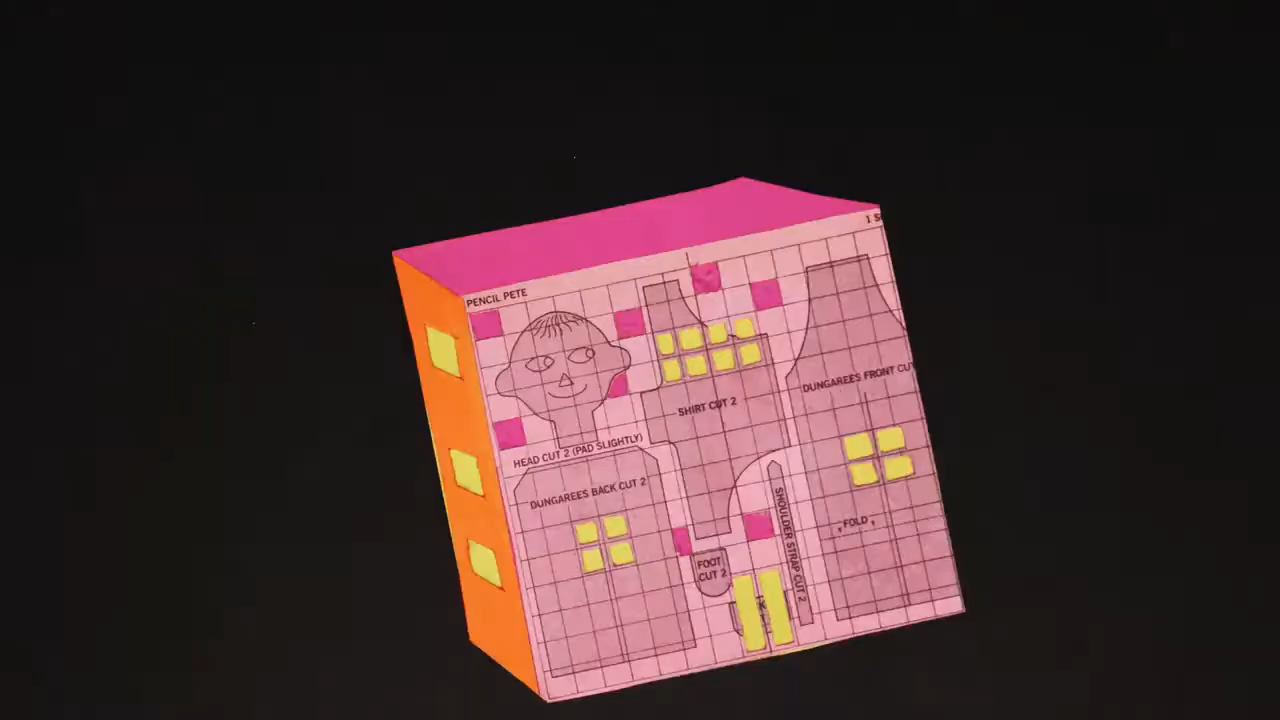 PENCIL PETE
1
HEAD CUT 2 (PAD SLIGHTLY)
SHIRT CUT 2
DUNGAREES FRONT
DUNGAREES BACK CUT 2
SHOULDER STRAP CUT 2
FOLD
FOOT
CUT 2